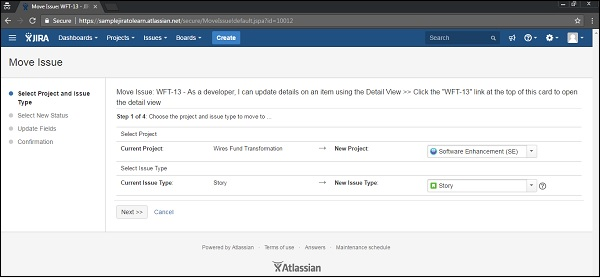 Move Issue: WFT-13 - JI
Secure
https://samplejiratolearn.atlassian.net/secure/MoveIssue!default.jspa?id=10012
JIRA Dashboards Projects Issues Boards Create Search
Move Issue
Select Project and Issue
Type
Select New Status
Update Fields
Confirmation
Move Issue: WFT-13 - As a developer, I can update details on an item using the Detail View >> Click the "WFT-13" link at the top of this card to open
the detail view
Step 1 of 4: Choose the project and issue type to move to ...
Select Project
Current Project: Wires Fund Transformation → New Project: Software Enhancement (SE)
Select Issue Type
Current Issue Type: Story → New Issue Type: Story
Next >> Cancel
Powered by Atlassian · Terms of use · Answers · Maintenance schedule
Atlassian